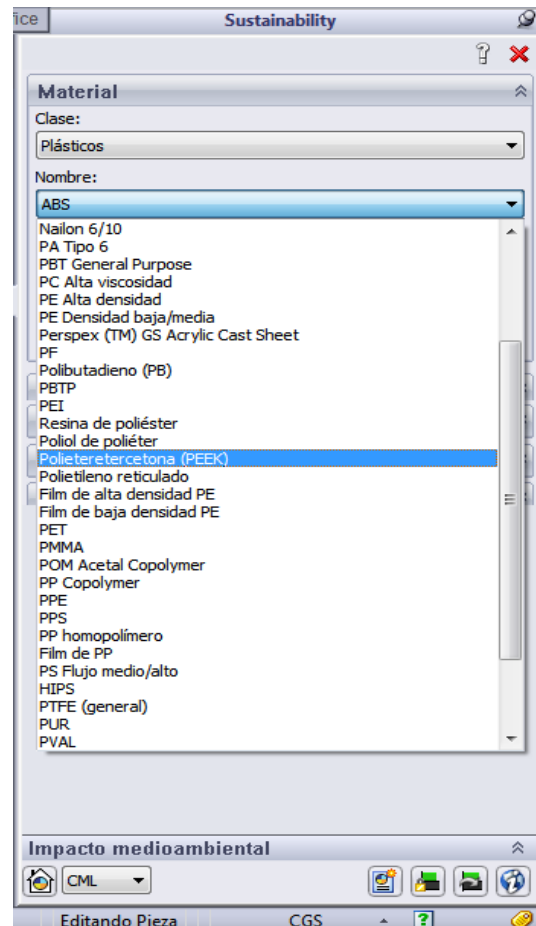 ice Sustainability
Material
Clase:
Plásticos
Nombre:
ABS
Nailon 6/10
PA Tipo 6
PBT General Purpose
PC Alta viscosidad
PE Alta densidad
PE Densidad baja/media
Perspex (TM) GS Acrylic Cast Sheet
PF
Polibutadieno (PB)
PBTP
PEI
Resina de poliéster
Poliol de poliéter
Polieteretercetona (PEEK)
Polietileno reticulado
Film de alta densidad PE
Film de baja densidad PE
PET
PMMA
POM Acetal Copolymer
PP Copolymer
PPE
PPS
PP homopolímero
Film de PP
PS Flujo medio/alto
HIPS
PTFE (general)
PUR
PVAL
Impacto medioambiental
CML
Editando Pieza CGS